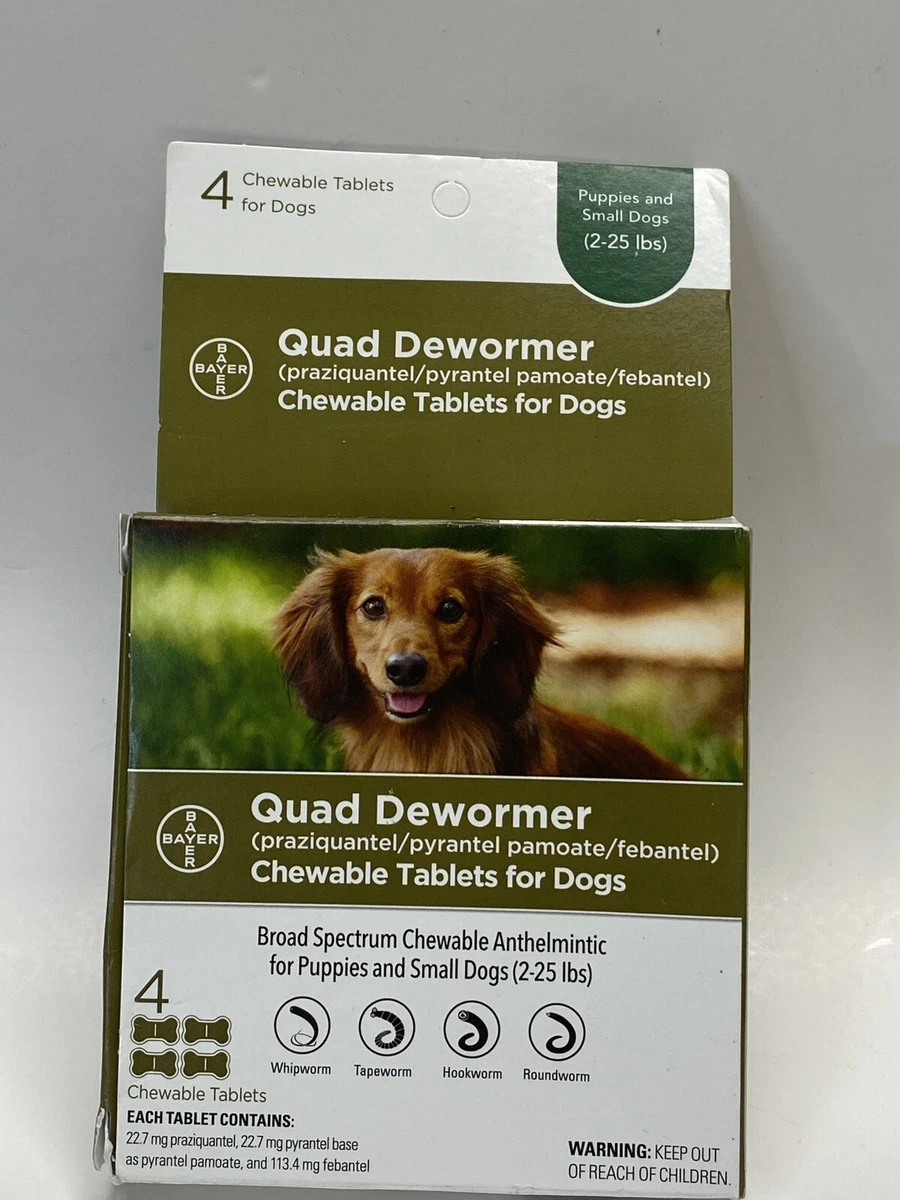 4 Chewable Tablets
for Dogs
Puppies and
Small Dogs
(2-25 lbs)
BAYER
BAYER
Quad Dewormer
(praziquantel/pyrantel pamoate/febantel)
Chewable Tablets for Dogs
BAYER
BAYER
Quad Dewormer
(praziquantel/pyrantel pamoate/febantel)
Chewable Tablets for Dogs
Broad Spectrum Chewable Anthelmintic
for Puppies and Small Dogs (2-25 lbs)
4
Chewable Tablets
Whipworm Tapeworm Hookworm Roundworm
EACH TABLET CONTAINS:
22.7 mg praziquantel, 22.7 mg pyrantel base
as pyrantel pamoate, and 113.4 mg febantel
WARNING: KEEP OUT
OF REACH OF CHILDREN.